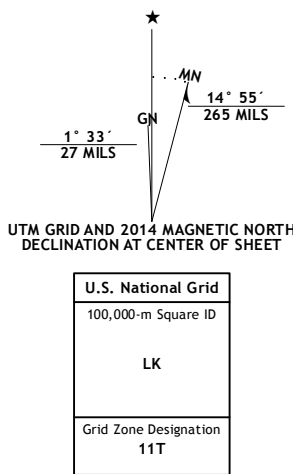 MN
GN
14° 55´
265 MILS
1° 33´
27 MILS
UTM GRID AND 2014 MAGNETIC NORTH
DECLINATION AT CENTER OF SHEET
U.S. National Grid
100,000-m Square ID
LK
Grid Zone Designation
11T